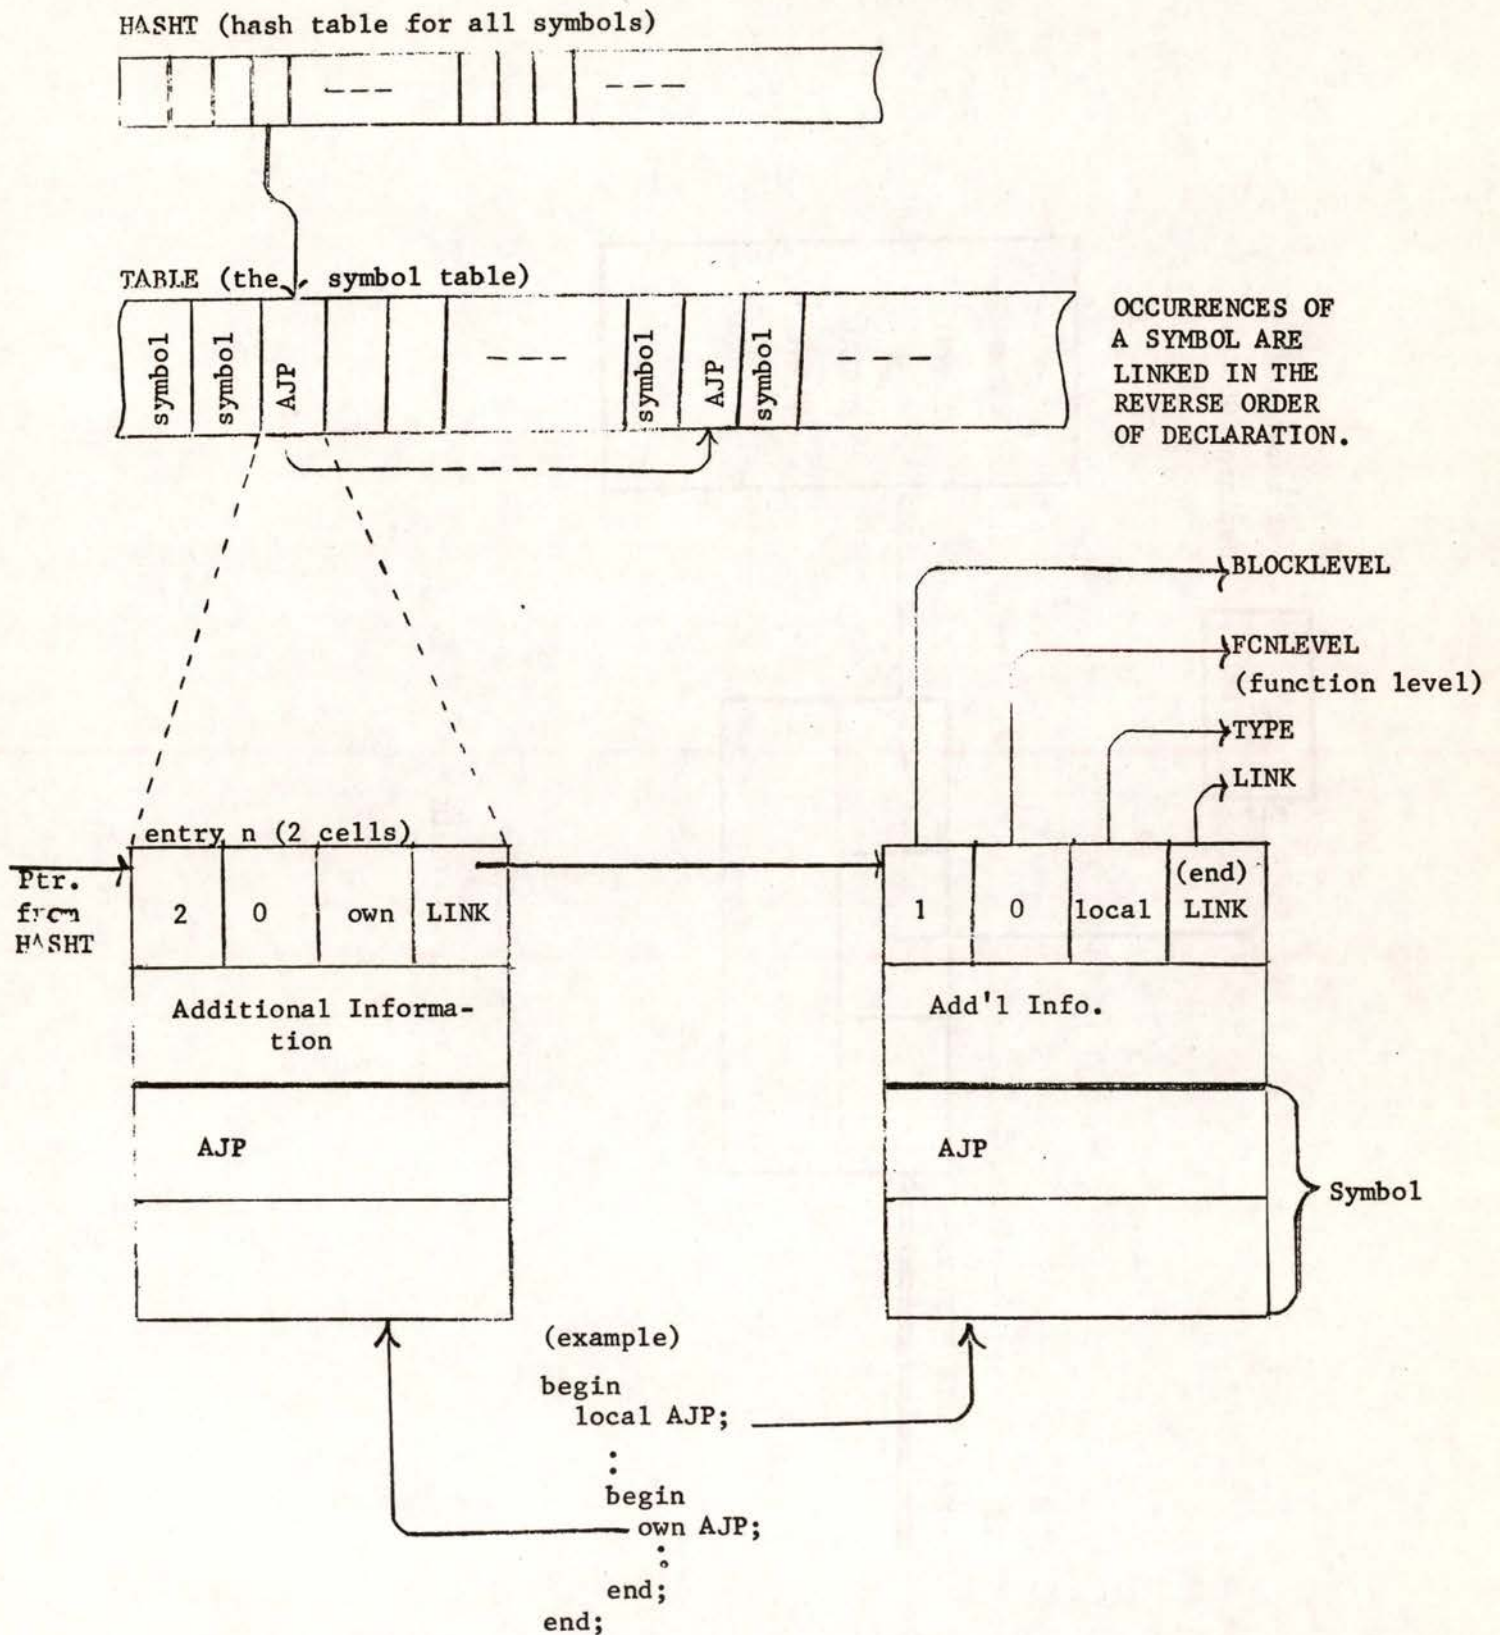 HASHT (hash table for all symbols)
TABLE (the symbol table)
symbol
symbol
AJP
symbol
AJP
symbol
OCCURRENCES OF
A SYMBOL ARE
LINKED IN THE
REVERSE ORDER
OF DECLARATION.
BLOCKLEVEL
FCNLEVEL
(function level)
TYPE
LINK
entry n (2 cells)
Ptr.
from
HASHT
2 0 own LINK
Additional Informa-
tion
AJP
(end)
1 0 local LINK
Add'l Info.
AJP
Symbol
(example)
begin
local AJP;
:
begin
own AJP;
:
end;
end;